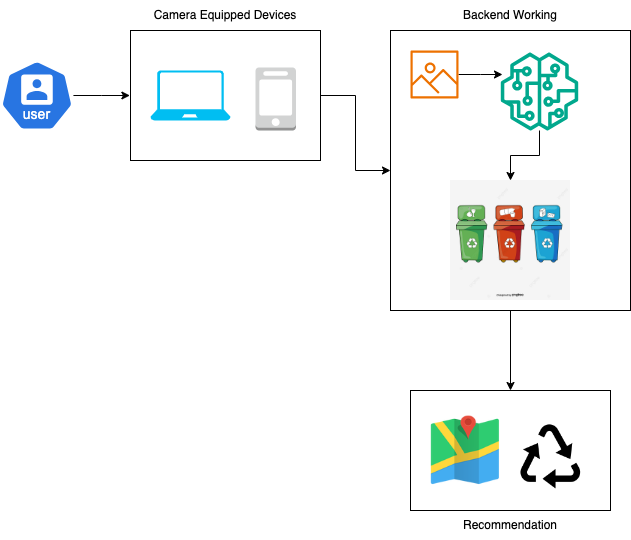 Camera Equipped Devices
Backend Working
user
Recommendation